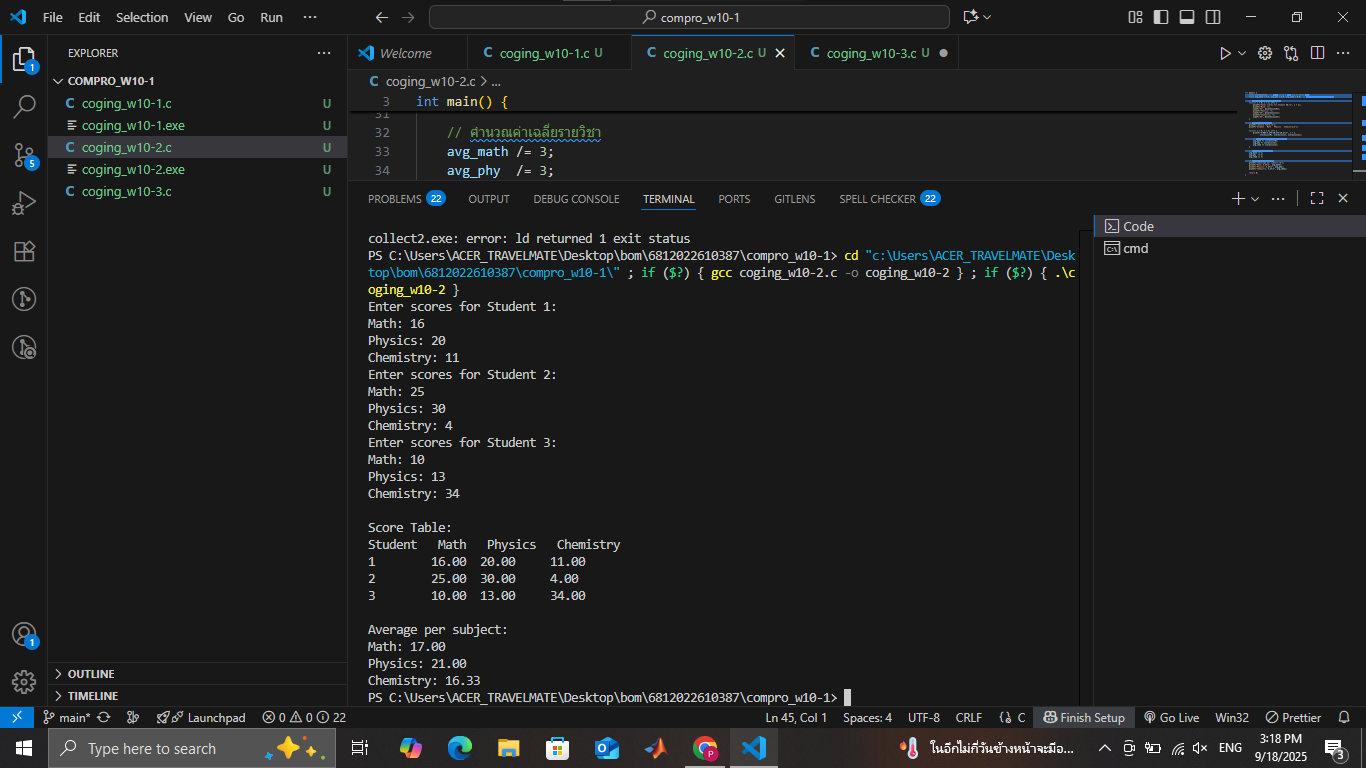 File Edit Selection View Go Run ··· compro_w10-1
EXPLORER ···
Welcome coging_w10-1.c U coging_w10-2.c U coging_w10-3.c U
COMPRO_W10-1
coging_w10-1.c U
coging_w10-1.exe U
coging_w10-2.c U
coging_w10-2.exe U
coging_w10-3.c U
C coging_w10-2.c > ...
3 int main() {
31
32 // คำนวณค่าเฉลี่ยรายวิชา
33 avg_math /= 3;
34 avg_phy /= 3;
PROBLEMS 22 OUTPUT DEBUG CONSOLE TERMINAL PORTS GITLENS SPELL CHECKER 22
Code
cmd
collect2.exe: error: ld returned 1 exit status
PS C:\Users\ACER_TRAVELMATE\Desktop\bom\6812022610387\compro_w10-1> cd "c:\Users\ACER_TRAVELMATE\Desk
top\bom\6812022610387\compro_w10-1\" ; if ($?) { gcc coging_w10-2.c -o coging_w10-2 } ; if ($?) { .\c
oging_w10-2 }
Enter scores for Student 1:
Math: 16
Physics: 20
Chemistry: 11
Enter scores for Student 2:
Math: 25
Physics: 30
Chemistry: 4
Enter scores for Student 3:
Math: 10
Physics: 13
Chemistry: 34
Score Table:
Student Math Physics Chemistry
1 16.00 20.00 11.00
2 25.00 30.00 4.00
3 10.00 13.00 34.00
Average per subject:
Math: 17.00
Physics: 21.00
Chemistry: 16.33
PS C:\Users\ACER_TRAVELMATE\Desktop\bom\6812022610387\compro_w10-1>
OUTLINE
TIMELINE
1
5
1
main* Launchpad 0 0 22 Ln 45, Col 1 Spaces: 4 UTF-8 CRLF C Finish Setup Go Live Win32 Prettier
Type here to search ในอีกไม่กี่วันข้างหน้าจะมีอ... ENG 3:18 PM
9/18/2025 3